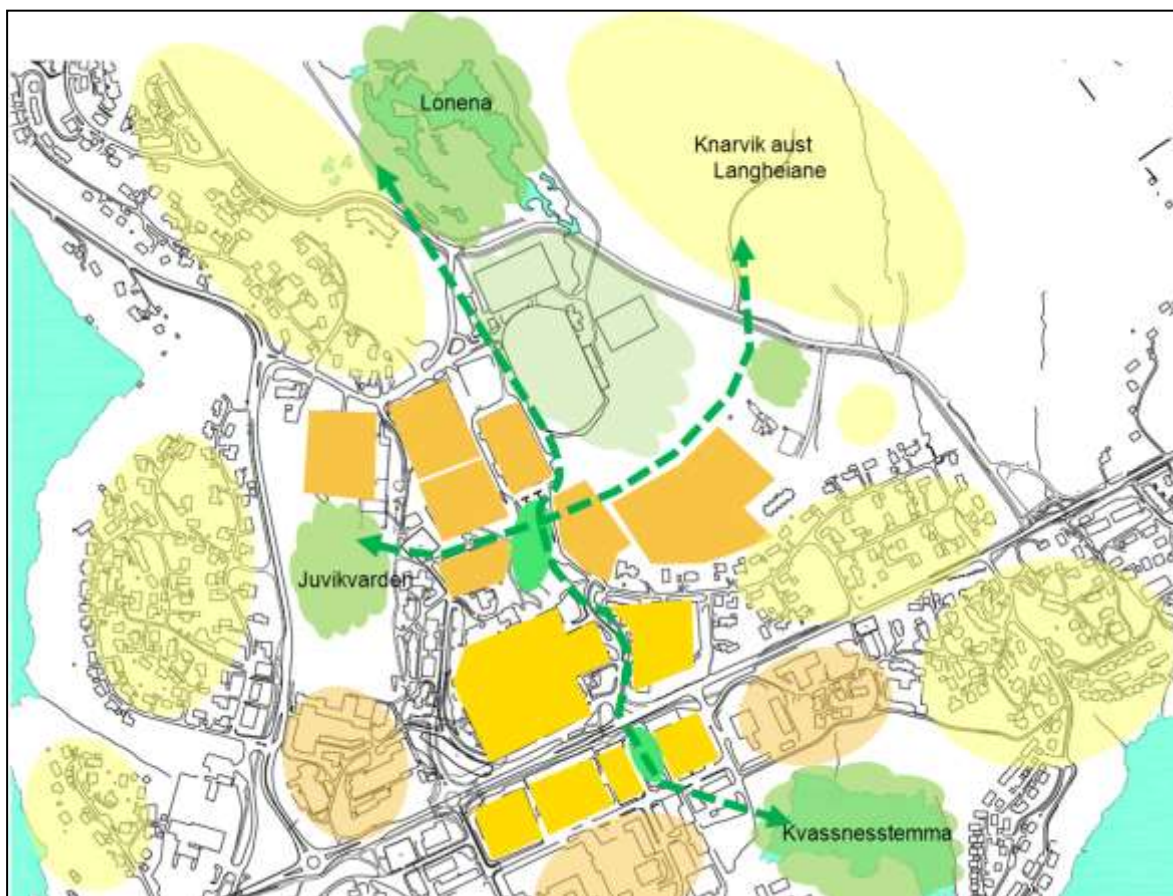 Lonena
Knarvik aust
Langheiane
Juvikvarden
Kvassnesstemma